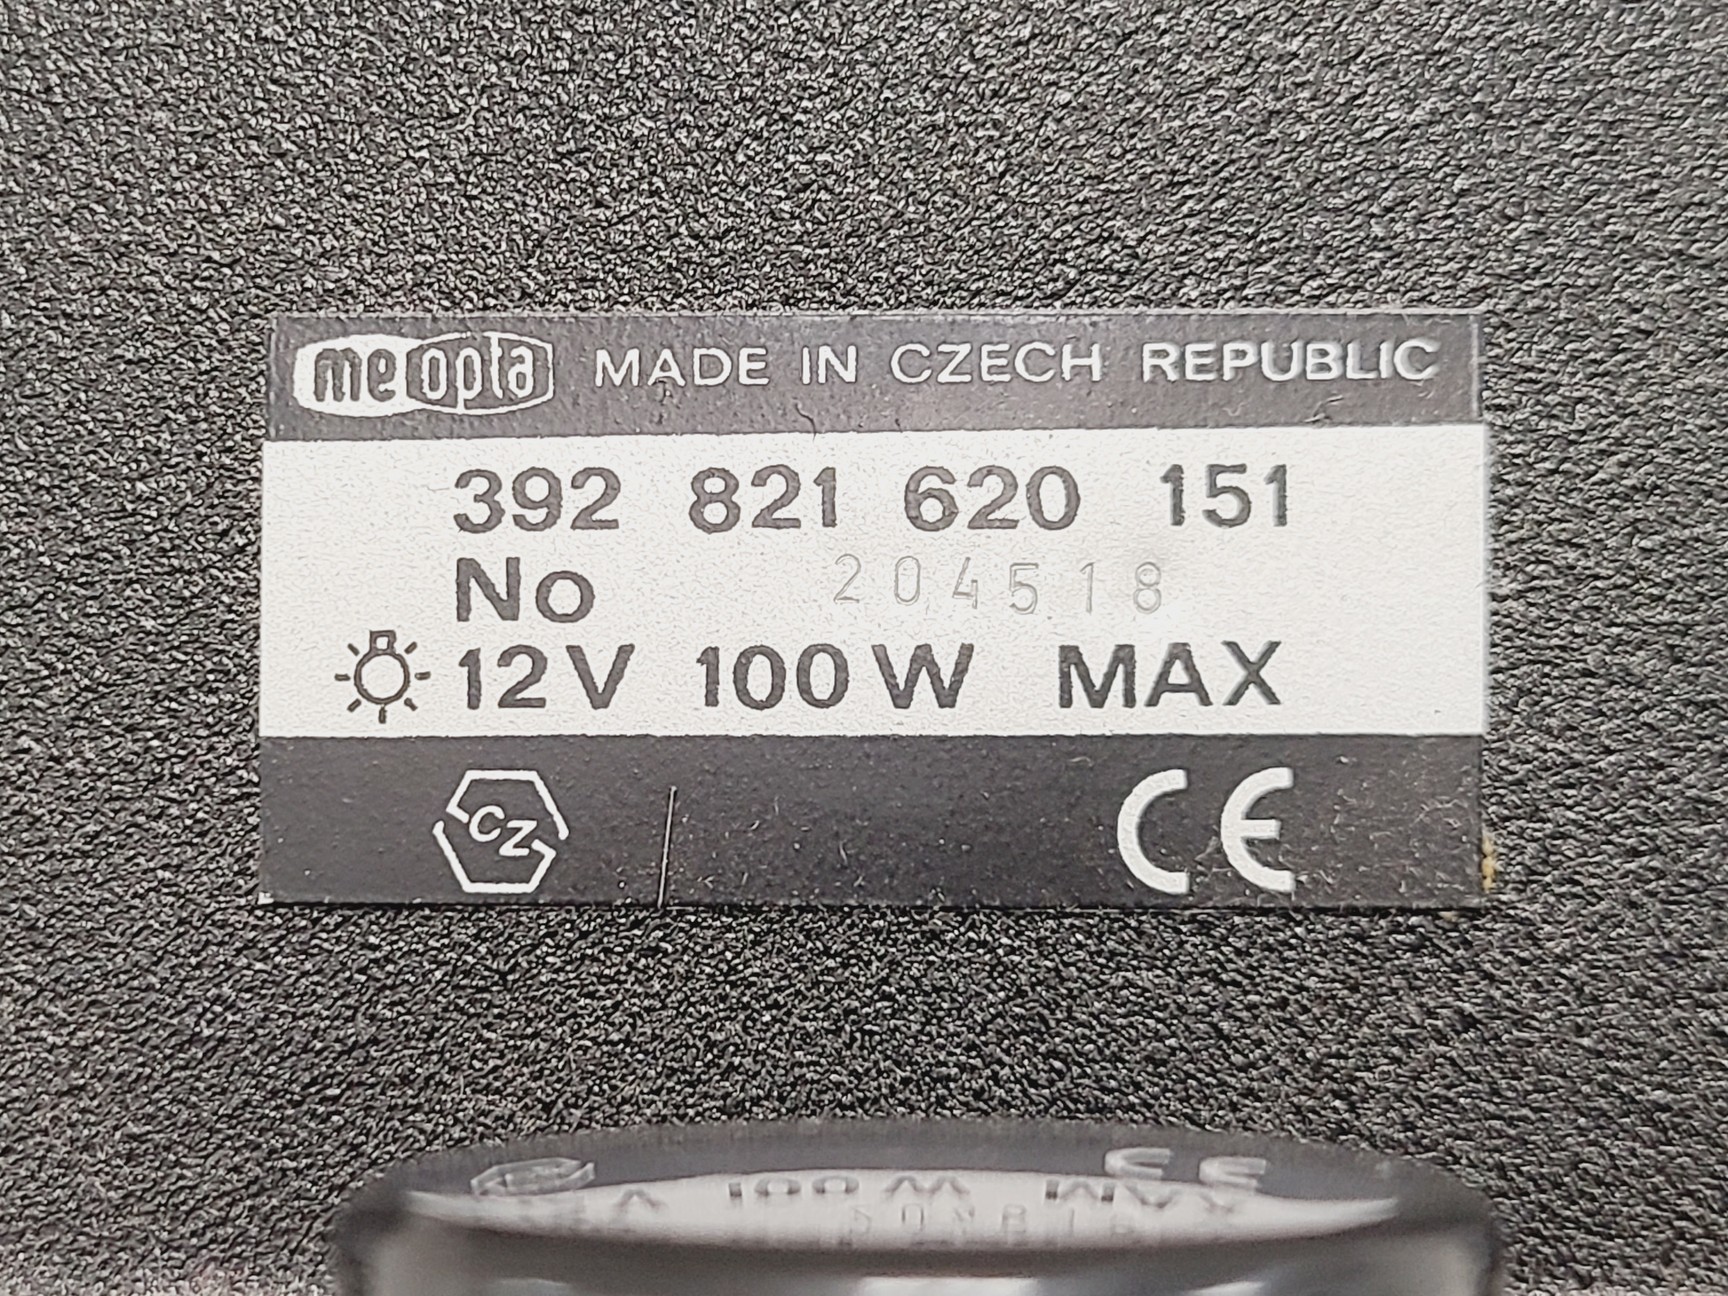 meopta MADE IN CZECH REPUBLIC
392 821 620 151
No 204518
12V 100W MAX
CZ CE